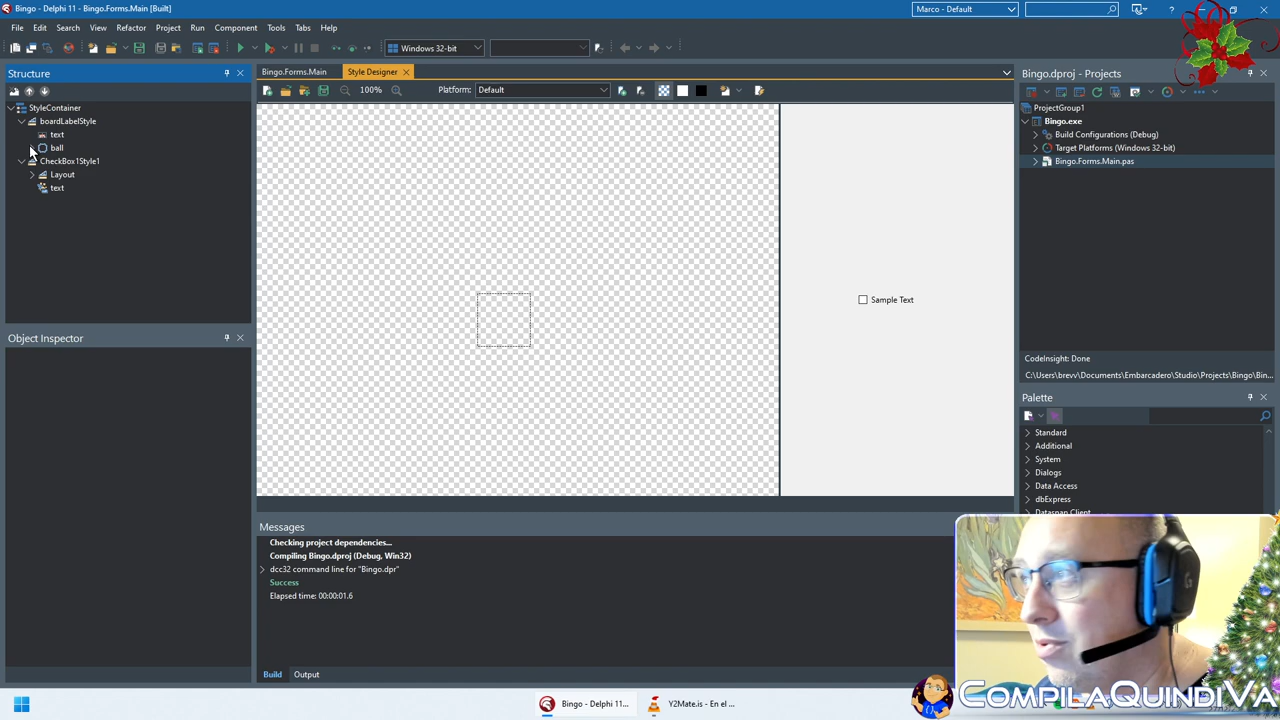 Bingo - Delphi 11 - Bingo.Forms.Main [Built]
Marco - Default
File Edit Search View Refactor Project Run Component Tools Tabs Help
Windows 32-bit
Structure
StyleContainer
boardLabelStyle
text
ball
CheckBox1Style1
Layout
text
Object Inspector
Bingo.Forms.Main Style Designer
100% Platform: Default
Sample Text
Messages
Checking project dependencies...
Compiling Bingo.dproj (Debug, Win32)
dcc32 command line for "Bingo.dpr"
Success
Elapsed time: 00:00:01.6
Build Output
Bingo.dproj - Projects
ProjectGroup1
Bingo.exe
Build Configurations (Debug)
Target Platforms (Windows 32-bit)
Bingo.Forms.Main.pas
CodeInsight: Done
C:\Users\brevv\Documents\Embarcadero\Studio\Projects\Bingo\Bin...
Palette
Standard
Additional
System
Dialogs
Data Access
dbExpress
Datasnap Client
Bingo - Delphi 11...
Y2Mate.is - En el ...
CompilaQuindiVa